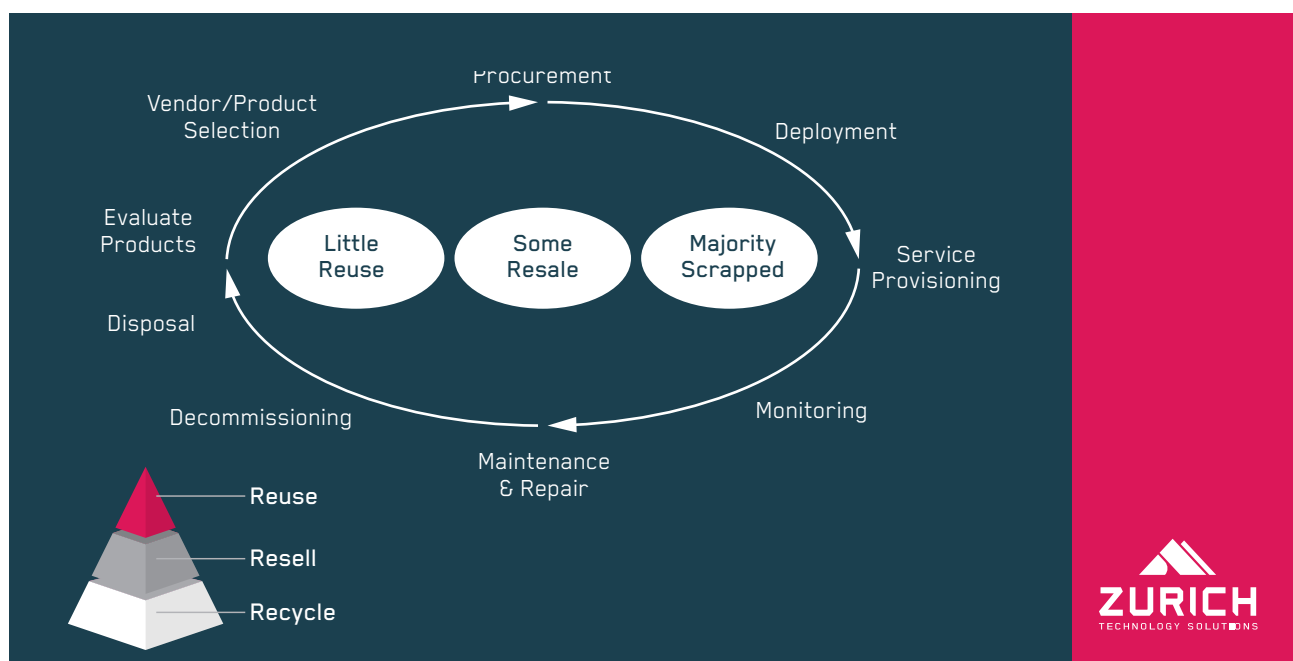 Procurement
Vendor/Product
Selection
Deployment
Evaluate
Products
Little
Reuse
Some
Resale
Majority
Scrapped
Service
Provisioning
Disposal
Decommissioning
Monitoring
Maintenance
& Repair
Reuse
Resell
Recycle
ZURICH
TECHNOLOGY SOLUTIONS